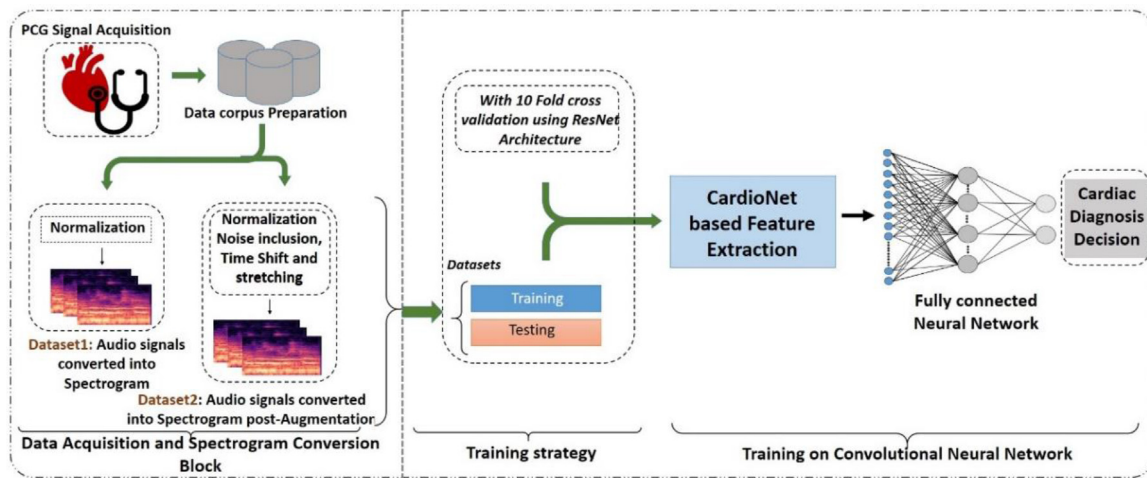 PCG Signal Acquisition
Data corpus Preparation
Normalization
Normalization
Noise inclusion,
Time Shift and
stretching
Dataset1: Audio signals
converted into
Spectrogram
Dataset2: Audio signals converted
into Spectrogram post-Augmentation
Data Acquisition and Spectrogram Conversion
Block
With 10 Fold cross
validation using ResNet
Architecture
Datasets
Training
Testing
Training strategy
CardioNet
based Feature
Extraction
Fully connected
Neural Network
Cardiac
Diagnosis
Decision
Training on Convolutional Neural Network